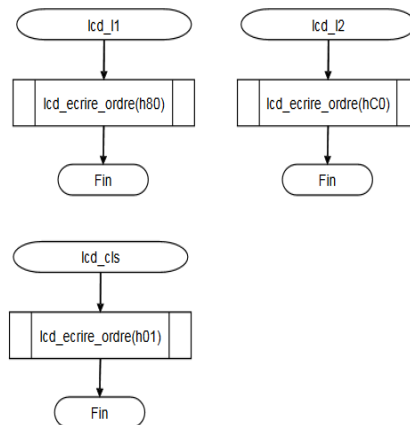 lcd_l1
lcd_ecrire_ordre(h80)
Fin
lcd_l2
lcd_ecrire_ordre(hC0)
Fin
lcd_cls
lcd_ecrire_ordre(h01)
Fin